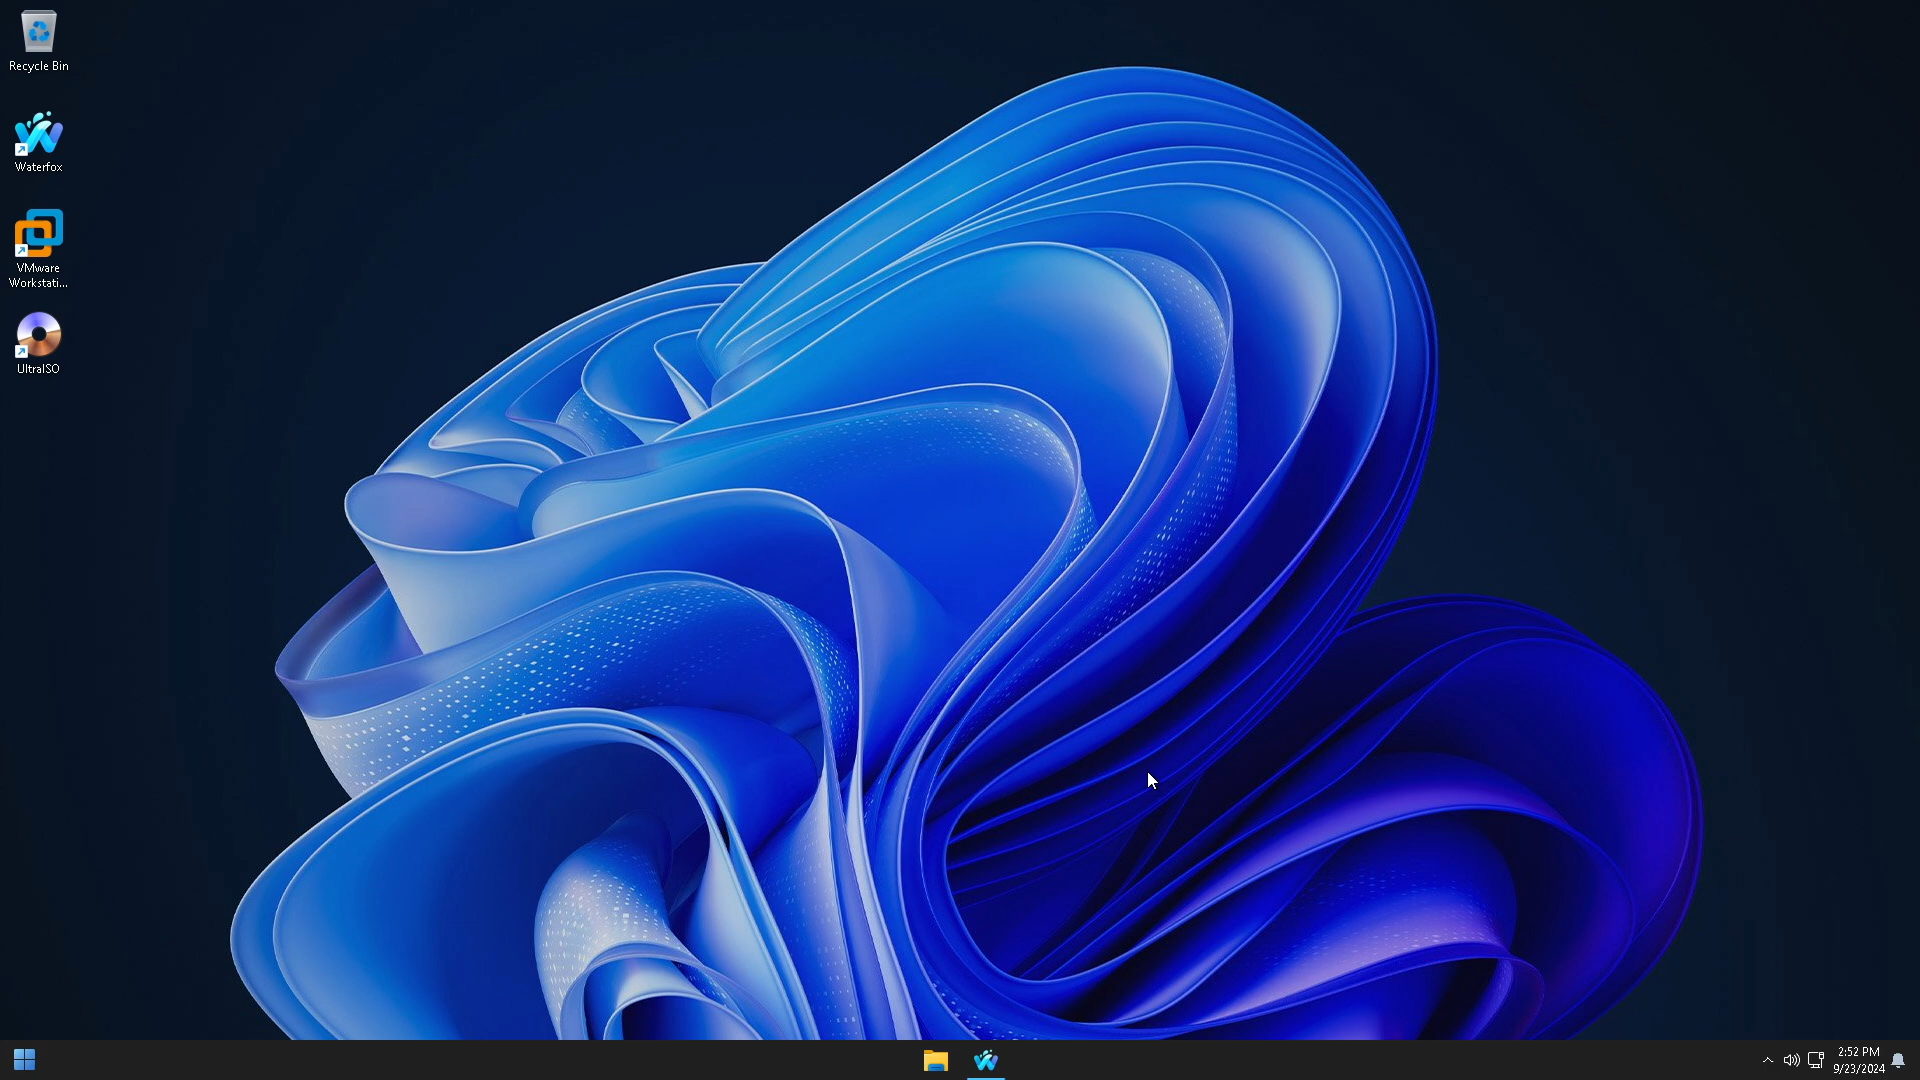 Recycle Bin
Waterfox
VMware
Workstati...
UltraISO
2:52 PM
9/23/2024